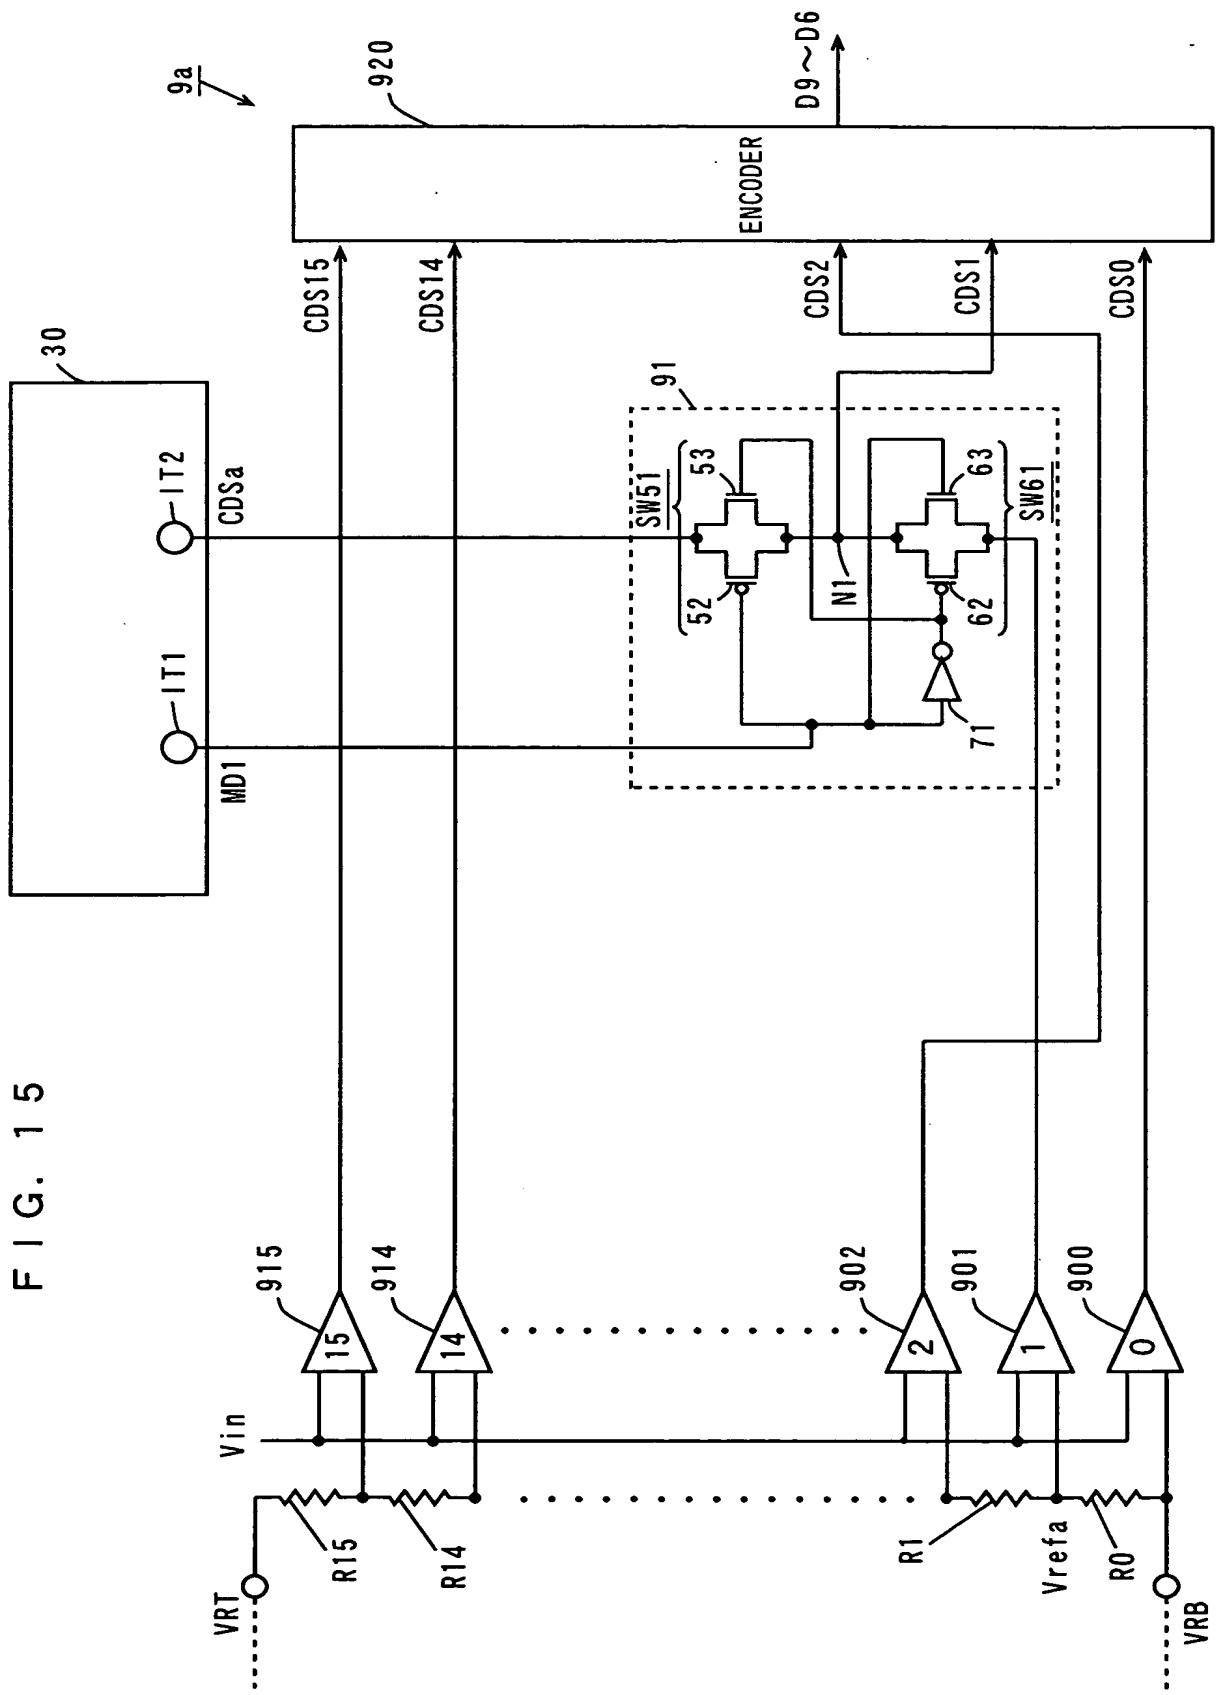 FIG. 15
30
IT1
IT2
MD1
CDSa
9a
920
ENCODER
D9~D6
CDS15
CDS14
CDS2
CDS1
CDS0
91
SW51
52
53
N1
62
63
SW61
71
915
15
914
14
902
2
901
1
900
0
Vin
VRT
R15
R14
R1
Vrefa
R0
VRB